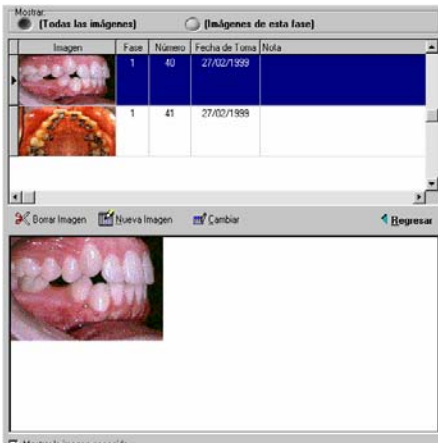 Mostrar:
(Todas las imágenes) (Imágenes de esta fase)
Imagen Fase Número Fecha de Toma Nota
1 40 27/02/1999
1 41 27/02/1999
Borrar Imagen Nueva Imagen Cambiar Regresar